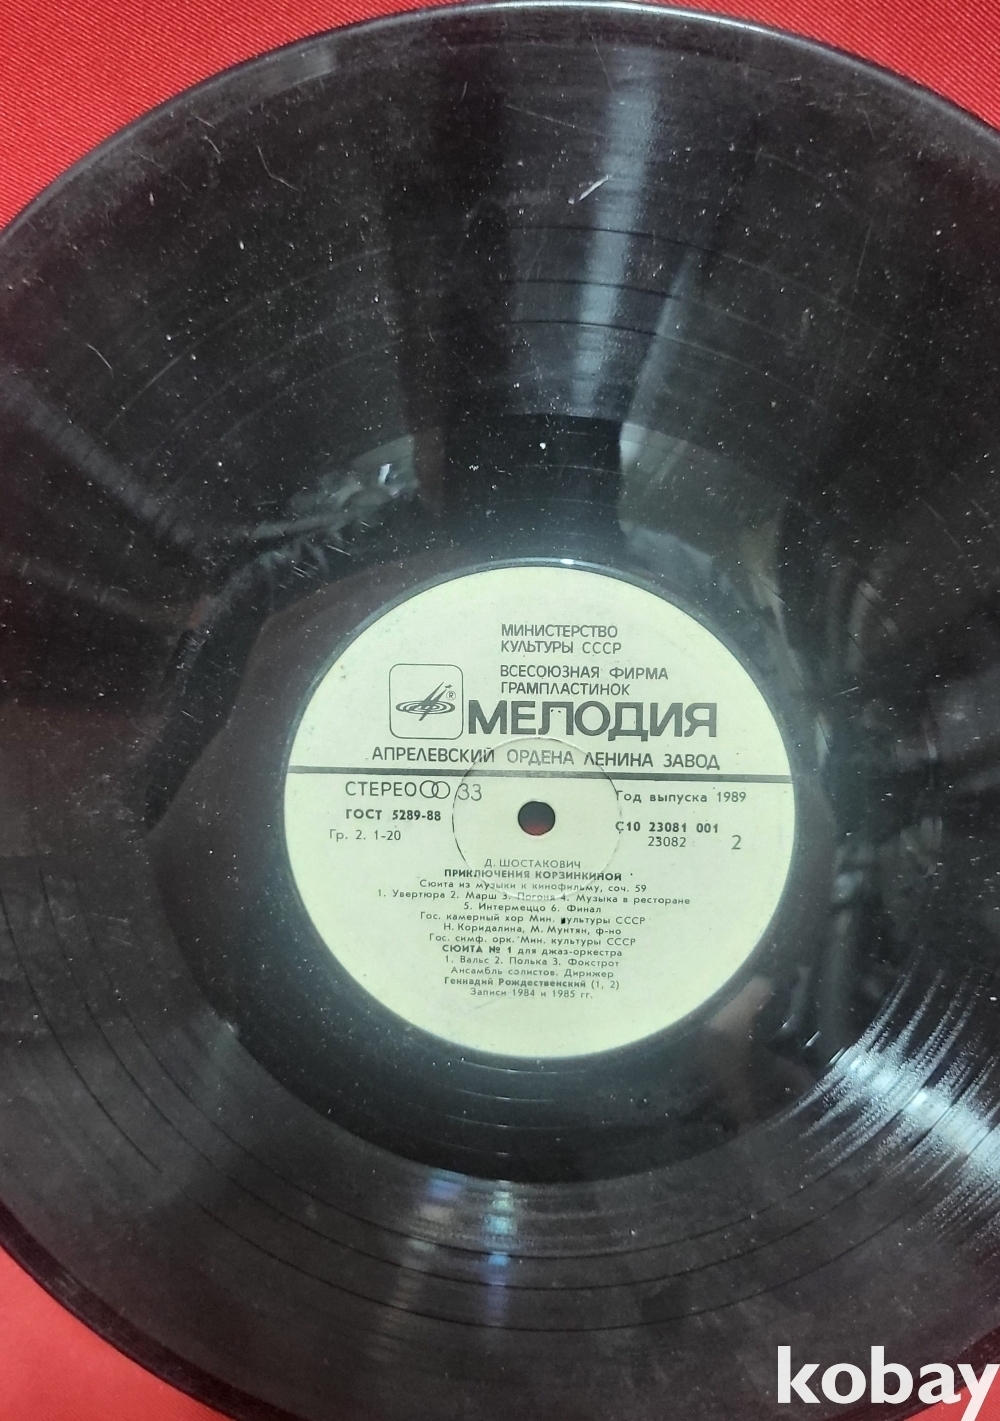 МИНИСТЕРСТВО
КУЛЬТУРЫ СССР
ВСЕСОЮЗНАЯ ФИРМА
ГРАМПЛАСТИНОК
®
МЕЛОДИЯ
АПРЕЛЕВСКИЙ ОРДЕНА ЛЕНИНА ЗАВОД
СТЕРЕО 33
Год выпуска 1989
ГОСТ 5289-88
С10 23081 001
Гр. 2. 1-20
23082
2
Д. ШОСТАКОВИЧ
ПРИКЛЮЧЕНИЯ КОРЗИНКИНОЙ
Сюита из музыки к кинофильму, соч. 59
1. Увертюра 2. Марш 3. Погоня 4. Музыка в ресторане
5. Интермеццо 6. Финал
Гос. камерный хор Мин. культуры СССР
Н. Коридалина, М. Мунтян, ф-но
Гос. симф. орк. Мин. культуры СССР
СЮИТА № 1 для джаз-оркестра
1. Вальс 2. Полька 3. Фокстрот
Ансамбль солистов. Дирижер
Геннадий Рождественский (1, 2)
Записи 1984 и 1985 гг.
kobay